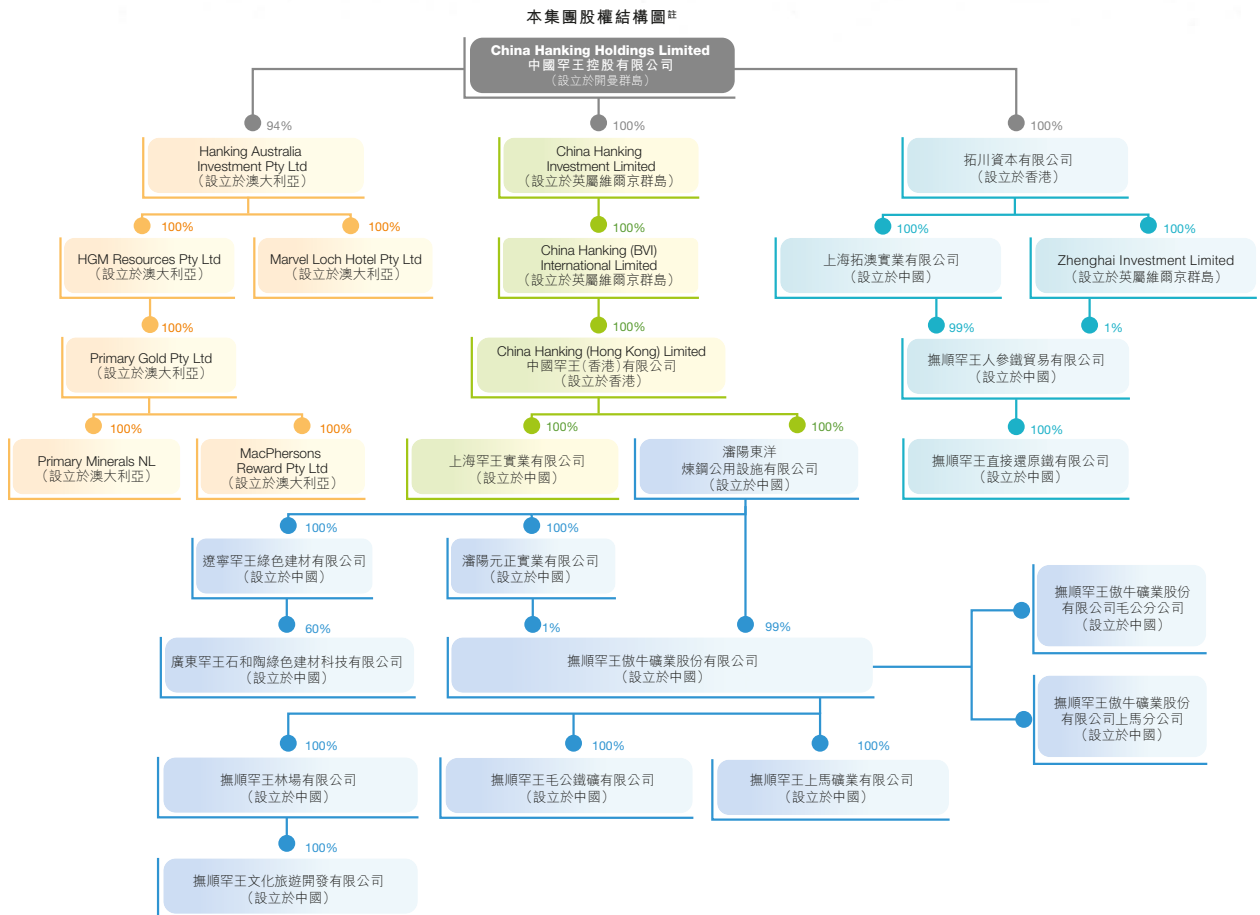 本集團股權結構圖註
China Hanking Holdings Limited
中國罕王控股有限公司
（設立於開曼群島）
94%
100%
100%
Hanking Australia
Investment Pty Ltd
（設立於澳大利亞）
China Hanking
Investment Limited
（設立於英屬維爾京群島）
拓川資本有限公司
（設立於香港）
100%
100%
100%
100%
100%
HGM Resources Pty Ltd
（設立於澳大利亞）
Marvel Loch Hotel Pty Ltd
（設立於澳大利亞）
China Hanking (BVI)
International Limited
（設立於英屬維爾京群島）
上海拓澳實業有限公司
（設立於中國）
Zhenghai Investment Limited
（設立於英屬維爾京群島）
100%
100%
99%
1%
Primary Gold Pty Ltd
（設立於澳大利亞）
China Hanking (Hong Kong) Limited
中國罕王（香港）有限公司
（設立於香港）
撫順罕王人參鐵貿易有限公司
（設立於中國）
100%
100%
100%
100%
100%
Primary Minerals NL
（設立於澳大利亞）
MacPhersons
Reward Pty Ltd
（設立於澳大利亞）
上海罕王實業有限公司
（設立於中國）
瀋陽東洋
煉鋼公用設施有限公司
（設立於中國）
撫順罕王直接還原鐵有限公司
（設立於中國）
100%
100%
遼寧罕王綠色建材有限公司
（設立於中國）
瀋陽元正實業有限公司
（設立於中國）
撫順罕王傲牛礦業股份
有限公司毛公分公司
（設立於中國）
60%
1%
99%
廣東罕王石和陶綠色建材科技有限公司
（設立於中國）
撫順罕王傲牛礦業股份有限公司
（設立於中國）
撫順罕王傲牛礦業股份
有限公司上馬分公司
（設立於中國）
100%
100%
100%
撫順罕王林場有限公司
（設立於中國）
撫順罕王毛公鐵礦有限公司
（設立於中國）
撫順罕王上馬礦業有限公司
（設立於中國）
100%
撫順罕王文化旅遊開發有限公司
（設立於中國）